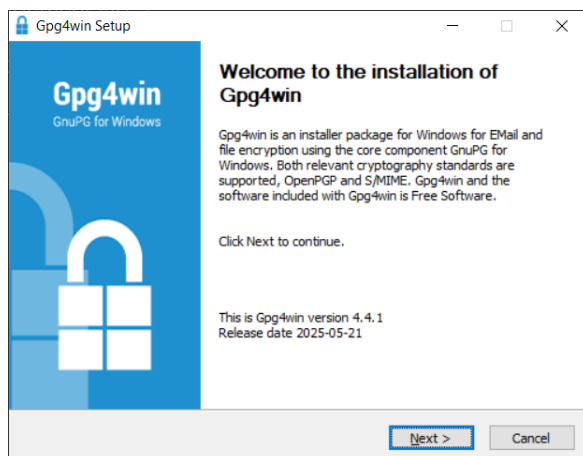 Gpg4win Setup
Gpg4win
GnuPG for Windows
Welcome to the installation of
Gpg4win
Gpg4win is an installer package for Windows for EMail and
file encryption using the core component GnuPG for
Windows. Both relevant cryptography standards are
supported, OpenPGP and S/MIME. Gpg4win and the
software included with Gpg4win is Free Software.
Click Next to continue.
This is Gpg4win version 4.4.1
Release date 2025-05-21
Next >
Cancel